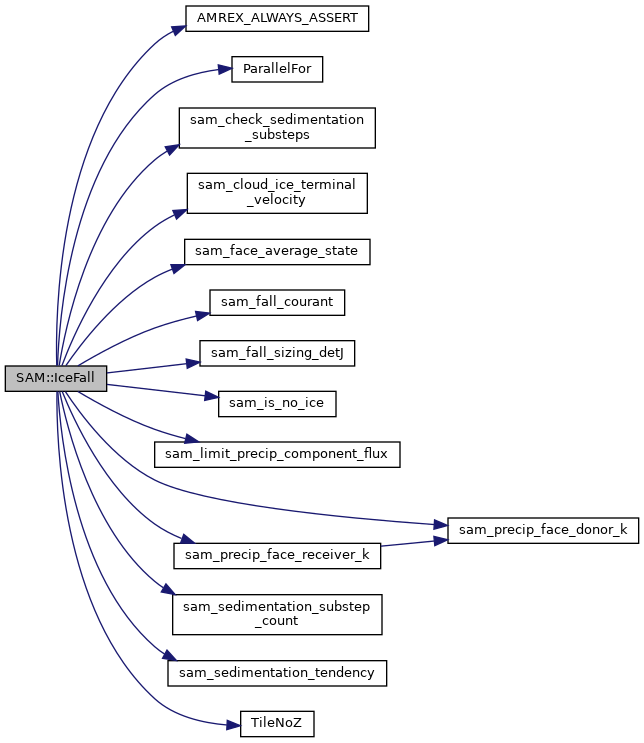 AMREX_ALWAYS_ASSERT
ParallelFor
sam_check_sedimentation
_substeps
sam_cloud_ice_terminal
_velocity
sam_face_average_state
sam_fall_courant
sam_fall_sizing_detJ
SAM::IceFall
sam_is_no_ice
sam_limit_precip_component_flux
sam_precip_face_donor_k
sam_precip_face_receiver_k
sam_sedimentation_substep
_count
sam_sedimentation_tendency
TileNoZ